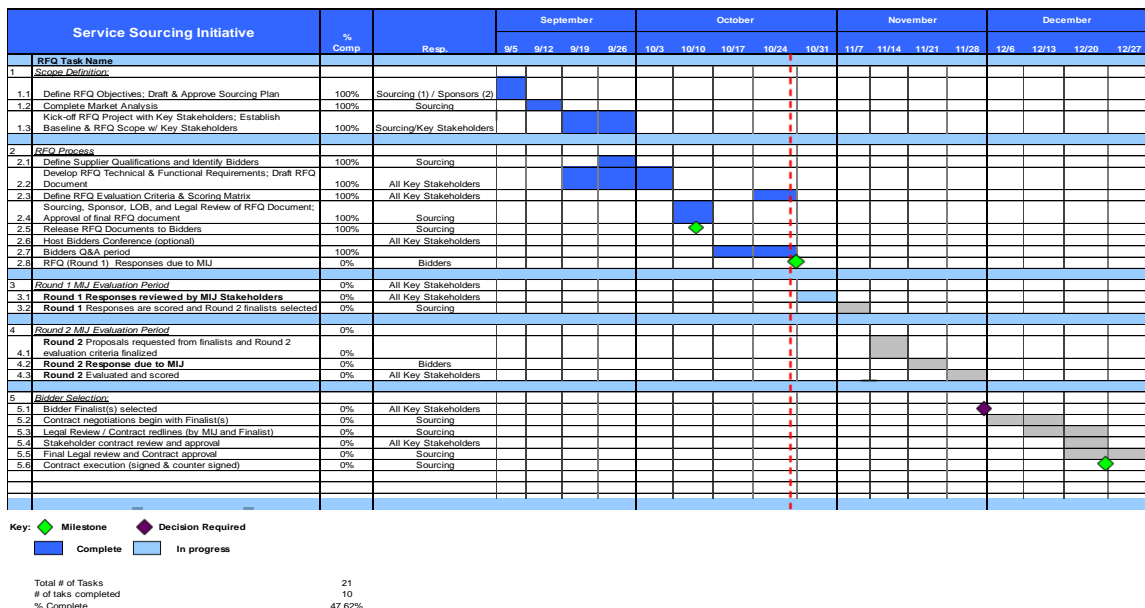 Service Sourcing Initiative % Comp Resp. September October November December
9/5 9/12 9/19 9/26 10/3 10/10 10/17 10/24 10/31 11/7 11/14 11/21 11/28 12/6 12/13 12/20 12/27
RFQ Task Name
1 Scope Definition:
1.1 Define RFQ Objectives; Draft & Approve Sourcing Plan 100% Sourcing (1) / Sponsors (2)
1.2 Complete Market Analysis 100% Sourcing
Kick-off RFQ Project with Key Stakeholders; Establish
1.3 Baseline & RFQ Scope w/ Key Stakeholders 100% Sourcing/Key Stakeholders
2 RFQ Process
2.1 Define Supplier Qualifications and Identify Bidders 100% Sourcing
Develop RFQ Technical & Functional Requirements; Draft RFQ
2.2 Document 100% All Key Stakeholders
2.3 Define RFQ Evaluation Criteria & Scoring Matrix 100% All Key Stakeholders
Sourcing, Sponsor, LOB, and Legal Review of RFQ Document;
2.4 Approval of final RFQ document 100% Sourcing
2.5 Release RFQ Documents to Bidders 100% Sourcing
2.6 Host Bidders Conference (optional) All Key Stakeholders
2.7 Bidders Q&A period 100%
2.8 RFQ (Round 1) Responses due to MIJ 0% Bidders
3 Round 1 MIJ Evaluation Period 0% All Key Stakeholders
3.1 Round 1 Responses reviewed by MIJ Stakeholders 0% All Key Stakeholders
3.2 Round 1 Responses are scored and Round 2 finalists selected 0% Sourcing
4 Round 2 MIJ Evaluation Period 0%
Round 2 Proposals requested from finalists and Round 2
4.1 evaluation criteria finalized 0%
4.2 Round 2 Response due to MIJ 0% Bidders
4.3 Round 2 Evaluated and scored 0% All Key Stakeholders
5 Bidder Selection:
5.1 Bidder Finalist(s) selected 0% All Key Stakeholders
5.2 Contract negotiations begin with Finalist(s) 0% Sourcing
5.3 Legal Review / Contract redlines (by MIJ and Finalist) 0% Sourcing
5.4 Stakeholder contract review and approval 0% All Key Stakeholders
5.5 Final Legal review and Contract approval 0% Sourcing
5.6 Contract execution (signed & counter signed) 0% Sourcing
Key: Milestone Decision Required
Complete In progress
Total # of Tasks 21
# of taks completed 10
% Complete 47.62%